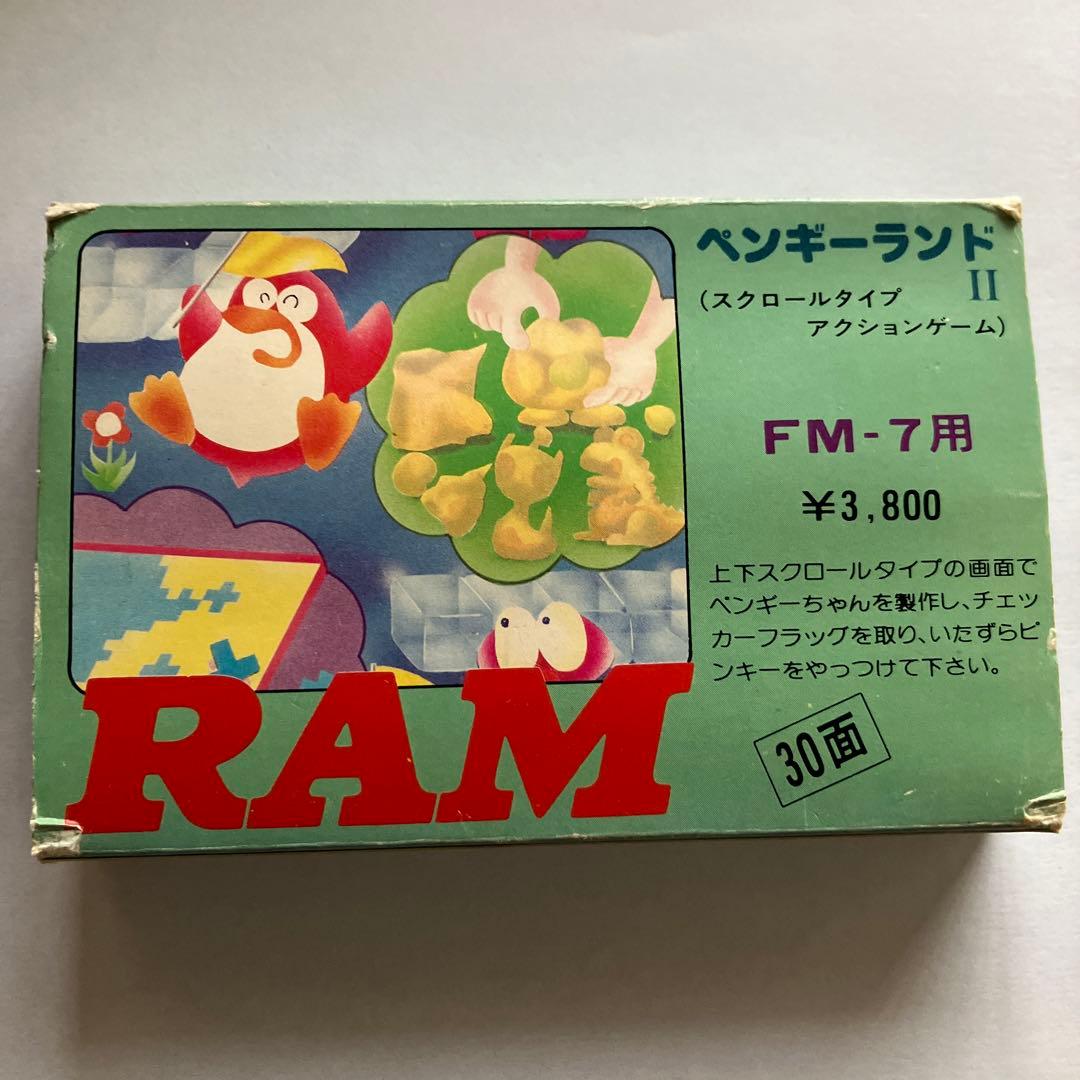 ペンギーランド
II
(スクロールタイプ
アクションゲーム)
FM-7用
¥3,800
上下スクロールタイプの画面で
ペンギーちゃんを製作し、チェッ
カーフラッグを取り、いたずらピ
ンキーをやっつけて下さい。
30面
RAM